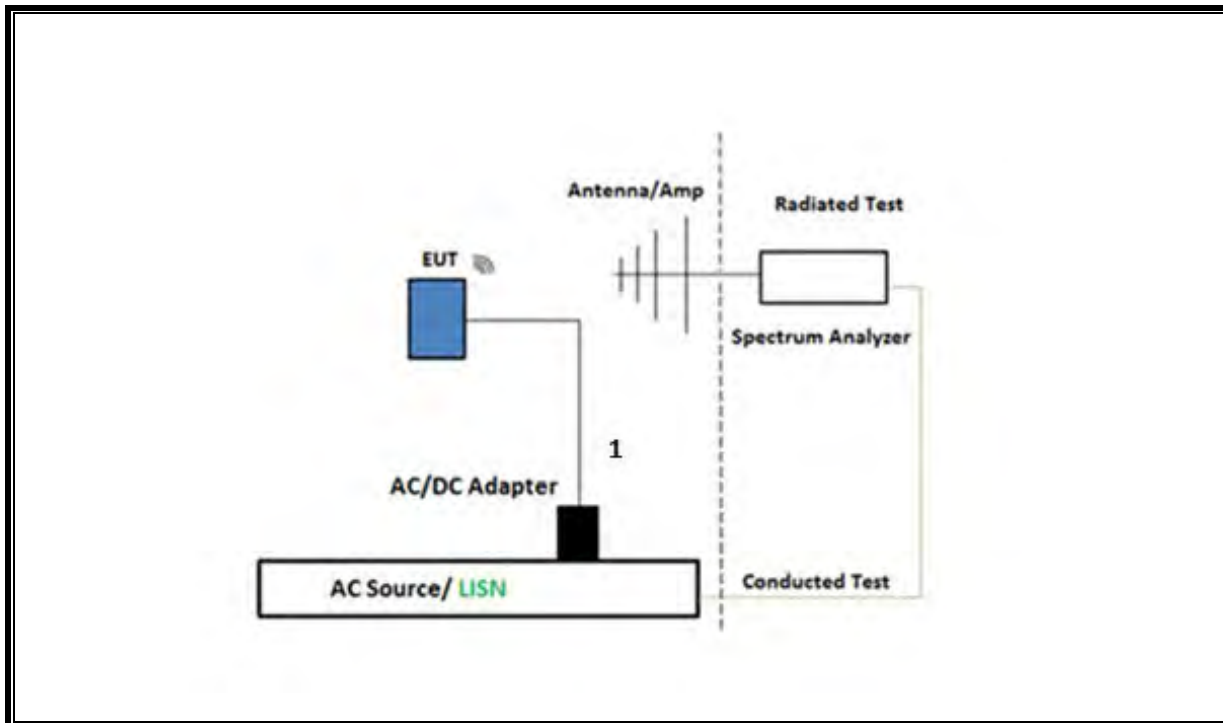 Antenna/Amp
Radiated Test
EUT
Spectrum Analyzer
1
AC/DC Adapter
AC Source/ LISN
Conducted Test